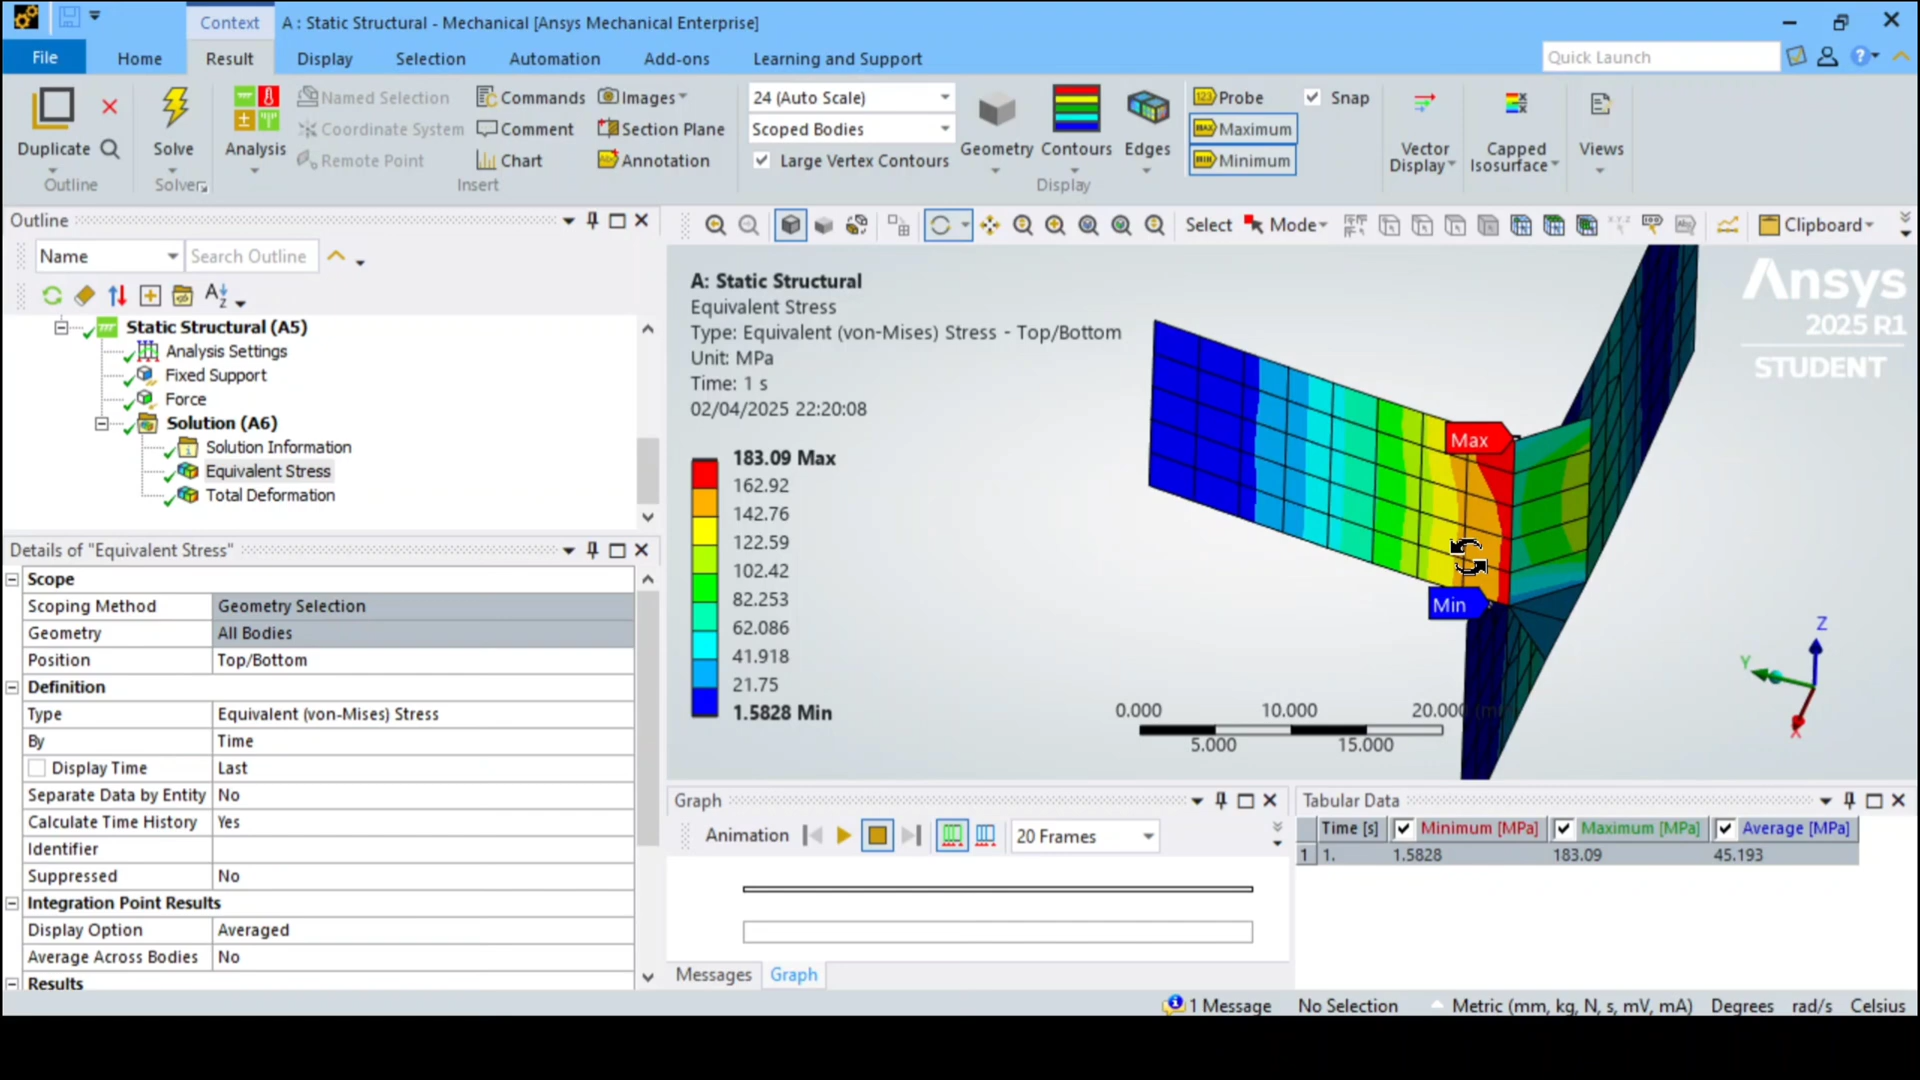 Context
A : Static Structural - Mechanical [Ansys Mechanical Enterprise]
File
Home
Result
Display
Selection
Automation
Add-ons
Learning and Support
Quick Launch
Duplicate
Outline
Solve
Solver
Analysis
Named Selection
Coordinate System
Remote Point
Commands
Comment
Chart
Images
Section Plane
Annotation
Insert
24 (Auto Scale)
Scoped Bodies
Large Vertex Contours
Geometry
Contours
Edges
Display
Probe
Maximum
Minimum
Snap
Vector
Display
Capped
Isosurface
Views
Outline
Name
Search Outline
Static Structural (A5)
Analysis Settings
Fixed Support
Force
Solution (A6)
Solution Information
Equivalent Stress
Total Deformation
Select
Mode
Clipboard
A: Static Structural
Equivalent Stress
Type: Equivalent (von-Mises) Stress - Top/Bottom
Unit: MPa
Time: 1 s
02/04/2025 22:20:08
183.09 Max
162.92
142.76
122.59
102.42
82.253
62.086
41.918
21.75
1.5828 Min
Max
Min
Ansys
2025 R1
STUDENT
0.000
10.000
20.000
5.000
15.000
Z
Y
X
Details of "Equivalent Stress"
Scope
Scoping Method Geometry Selection
Geometry All Bodies
Position Top/Bottom
Definition
Type Equivalent (von-Mises) Stress
By Time
Display Time Last
Separate Data by Entity No
Calculate Time History Yes
Identifier
Suppressed No
Integration Point Results
Display Option Averaged
Average Across Bodies No
Results
Graph
Animation
20 Frames
Messages
Graph
Tabular Data
Time [s] Minimum [MPa] Maximum [MPa] Average [MPa]
1 1. 1.5828 183.09 45.193
1 Message
No Selection
Metric (mm, kg, N, s, mV, mA)
Degrees
rad/s
Celsius